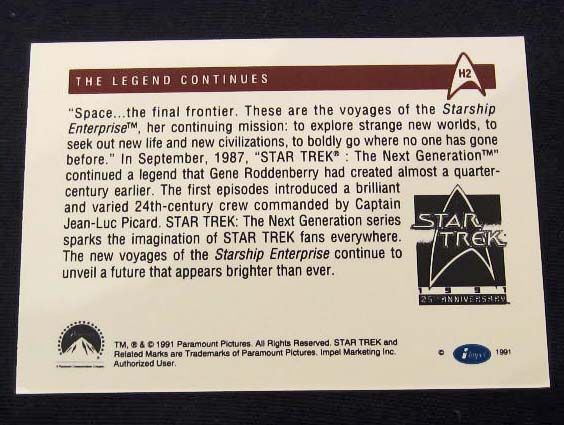 THE LEGEND CONTINUES
H2
"Space...the final frontier. These are the voyages of the Starship
Enterprise™, her continuing mission: to explore strange new worlds, to
seek out new life and new civilizations, to boldly go where no one has gone
before." In September, 1987, "STAR TREK® : The Next Generation™"
continued a legend that Gene Roddenberry had created almost a quarter-
century earlier. The first episodes introduced a brilliant
and varied 24th-century crew commanded by Captain
Jean-Luc Picard. STAR TREK: The Next Generation series
sparks the imagination of STAR TREK fans everywhere.
The new voyages of the Starship Enterprise continue to
unveil a future that appears brighter than ever.
STAR
TREK
1991
25TH ANNIVERSARY
TM, ® & © 1991 Paramount Pictures. All Rights Reserved. STAR TREK and
Related Marks are Trademarks of Paramount Pictures. Impel Marketing Inc.
Authorized User.
© impel 1991